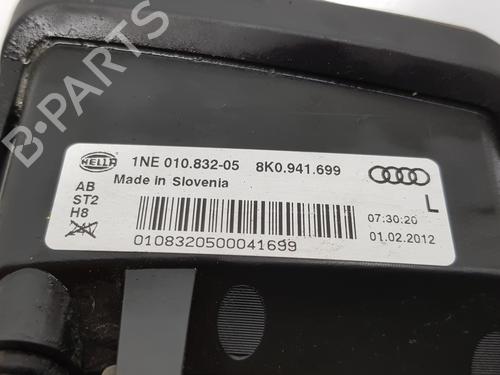 B-PARTS
HELLA 1NE 010.832-05 8K0.941.699
Made in Slovenia
AB
ST2
H8
L
07:30:20
01.02.2012
0108320500041699